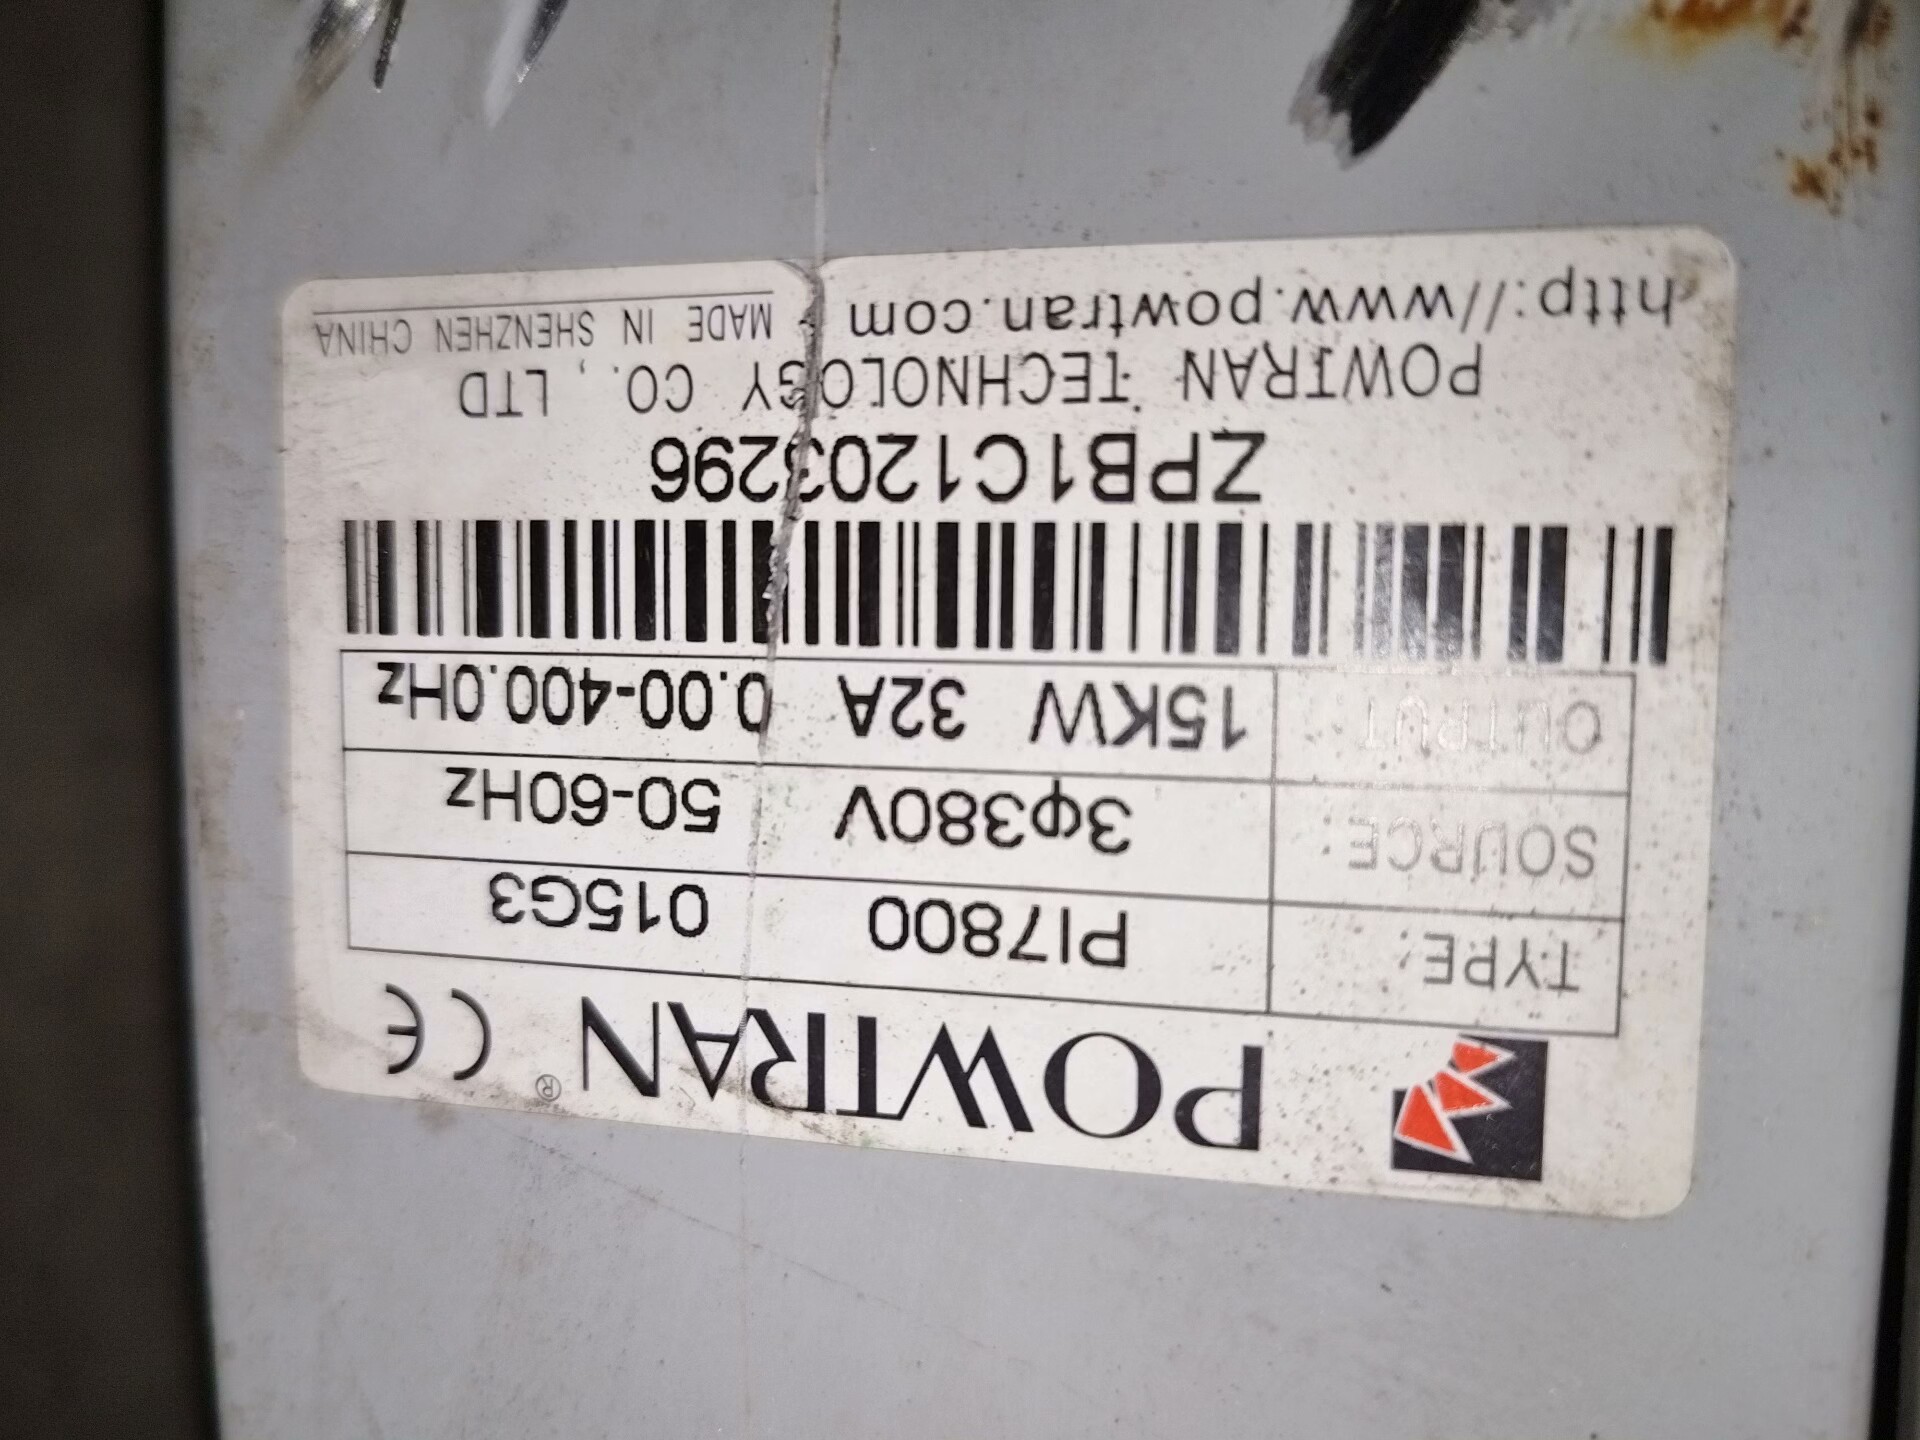 POWTRAN® CE
TYPE: PI7800 015G3
SOURCE: 3φ380V 50-60Hz
OUTPUT: 15KW 32A 0.00-400.0Hz
ZPB1C1203296
POWTRAN TECHNOLOGY CO., LTD
http://www.powtran.com MADE IN SHENZHEN CHINA